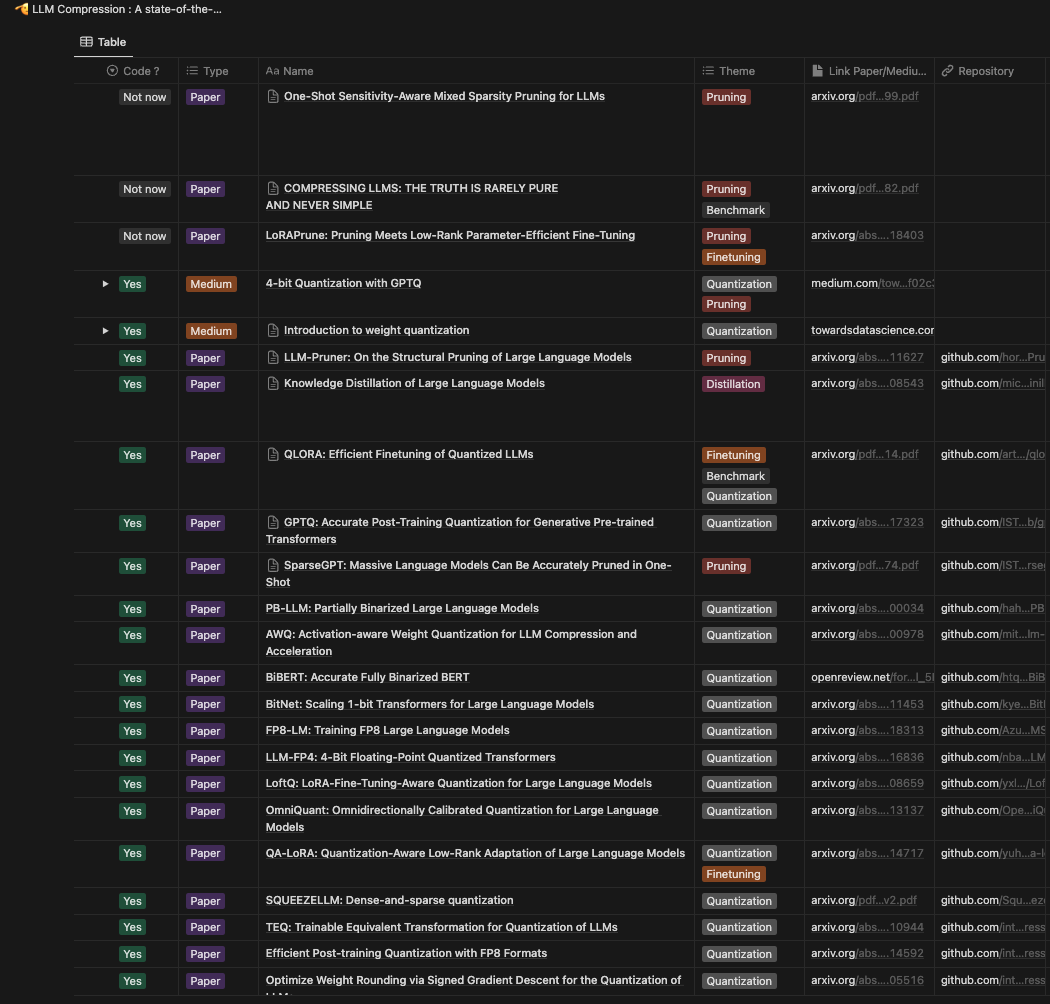 LLM Compression : A state-of-the-...
Table
Code ? Type Aa Name Theme Link Paper/Mediu... Repository
Not now Paper One-Shot Sensitivity-Aware Mixed Sparsity Pruning for LLMs Pruning arxiv.org/pdf...99.pdf
Not now Paper COMPRESSING LLMS: THE TRUTH IS RARELY PURE Pruning arxiv.org/pdf...82.pdf
AND NEVER SIMPLE Benchmark
Not now Paper LoRAPrune: Pruning Meets Low-Rank Parameter-Efficient Fine-Tuning Pruning arxiv.org/abs....18403
Finetuning
Yes Medium 4-bit Quantization with GPTQ Quantization medium.com/tow...f02c3
Pruning
Yes Medium Introduction to weight quantization Quantization towardsdatascience.com
Yes Paper LLM-Pruner: On the Structural Pruning of Large Language Models Pruning arxiv.org/abs....11627 github.com/hor...Pru
Yes Paper Knowledge Distillation of Large Language Models Distillation arxiv.org/abs....08543 github.com/mic...inill
Yes Paper QLORA: Efficient Finetuning of Quantized LLMs Finetuning arxiv.org/pdf...14.pdf github.com/art.../qlo
Benchmark
Quantization
Yes Paper GPTQ: Accurate Post-Training Quantization for Generative Pre-trained Quantization arxiv.org/abs....17323 github.com/IST...b/g
Transformers
Yes Paper SparseGPT: Massive Language Models Can Be Accurately Pruned in One- Pruning arxiv.org/pdf...74.pdf github.com/IST...rse
Shot
Yes Paper PB-LLM: Partially Binarized Large Language Models Quantization arxiv.org/abs....00034 github.com/hah...PB
Yes Paper AWQ: Activation-aware Weight Quantization for LLM Compression and Quantization arxiv.org/abs....00978 github.com/mit...lm-
Acceleration
Yes Paper BiBERT: Accurate Fully Binarized BERT Quantization openreview.net/for...l_5 github.com/htq...BiB
Yes Paper BitNet: Scaling 1-bit Transformers for Large Language Models Quantization arxiv.org/abs....11453 github.com/kye...Bit
Yes Paper FP8-LM: Training FP8 Large Language Models Quantization arxiv.org/abs....18313 github.com/Azu...MS
Yes Paper LLM-FP4: 4-Bit Floating-Point Quantized Transformers Quantization arxiv.org/abs....16836 github.com/nba...LM
Yes Paper LoftQ: LoRA-Fine-Tuning-Aware Quantization for Large Language Models Quantization arxiv.org/abs....08659 github.com/yxl.../Lof
Yes Paper OmniQuant: Omnidirectionally Calibrated Quantization for Large Language Quantization arxiv.org/abs....13137 github.com/Ope...iQ
Models
Yes Paper QA-LoRA: Quantization-Aware Low-Rank Adaptation of Large Language Models Quantization arxiv.org/abs....14717 github.com/yuh...a-l
Finetuning
Yes Paper SQUEEZELLM: Dense-and-sparse quantization Quantization arxiv.org/pdf...v2.pdf github.com/Squ...eze
Yes Paper TEQ: Trainable Equivalent Transformation for Quantization of LLMs Quantization arxiv.org/abs....10944 github.com/int...ress
Yes Paper Efficient Post-training Quantization with FP8 Formats Quantization arxiv.org/abs....14592 github.com/int...ress
Yes Paper Optimize Weight Rounding via Signed Gradient Descent for the Quantization of Quantization arxiv.org/abs....05516 github.com/int...ress